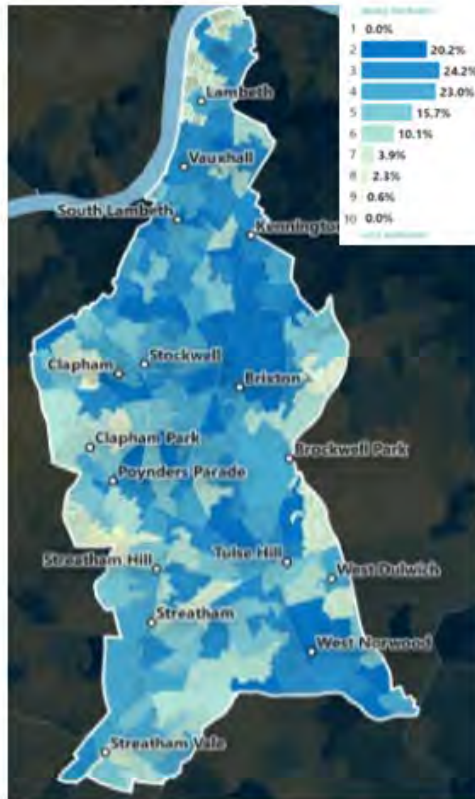 1 0.0%
2 20.2%
3 24.2%
4 23.0%
5 15.7%
6 10.1%
7 3.9%
8 2.3%
9 0.6%
10 0.0%
Lambeth
Vauxhall
South Lambeth
Kennington
Stockwell
Clapham
Brixton
Clapham Park
Brockwell Park
Poynders Parade
Streatham Hill
Tulse Hill
West Dulwich
Streatham
West Norwood
Streatham Vale